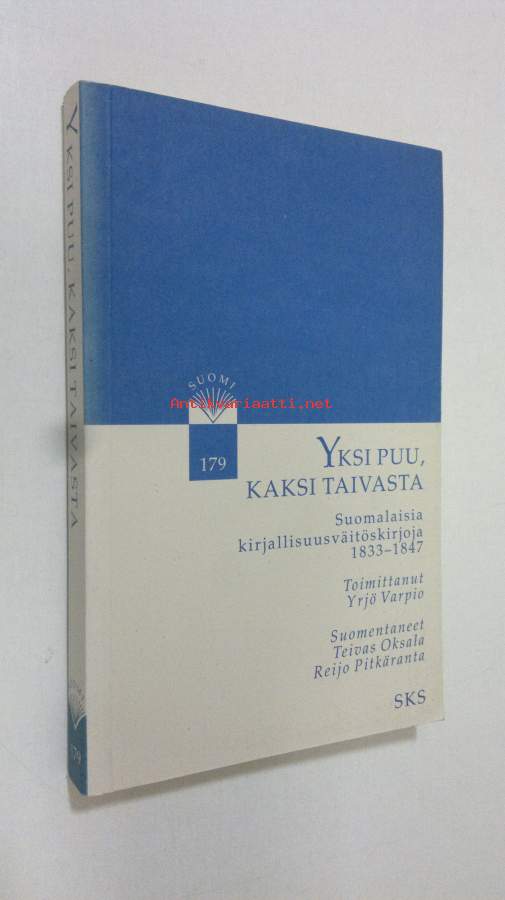 YKSI PUU, KAKSI TAIVASTA
179
SUOMI
Antikvariaatti.net
179
YKSI PUU,
KAKSI TAIVASTA
Suomalaisia
kirjallisuusväitöskirjoja
1833–1847
Toimittanut
Yrjö Varpio
Suomentaneet
Teivas Oksala
Reijo Pitkäranta
SKS